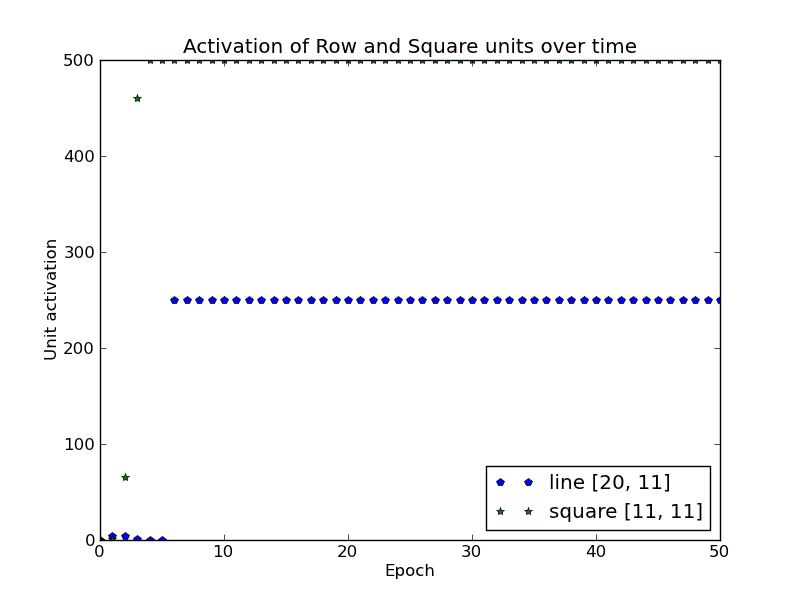 Activation of Row and Square units over time
500
400
300
200
100
0
Unit activation
0 10 20 30 40 50
Epoch
line [20, 11]
square [11, 11]